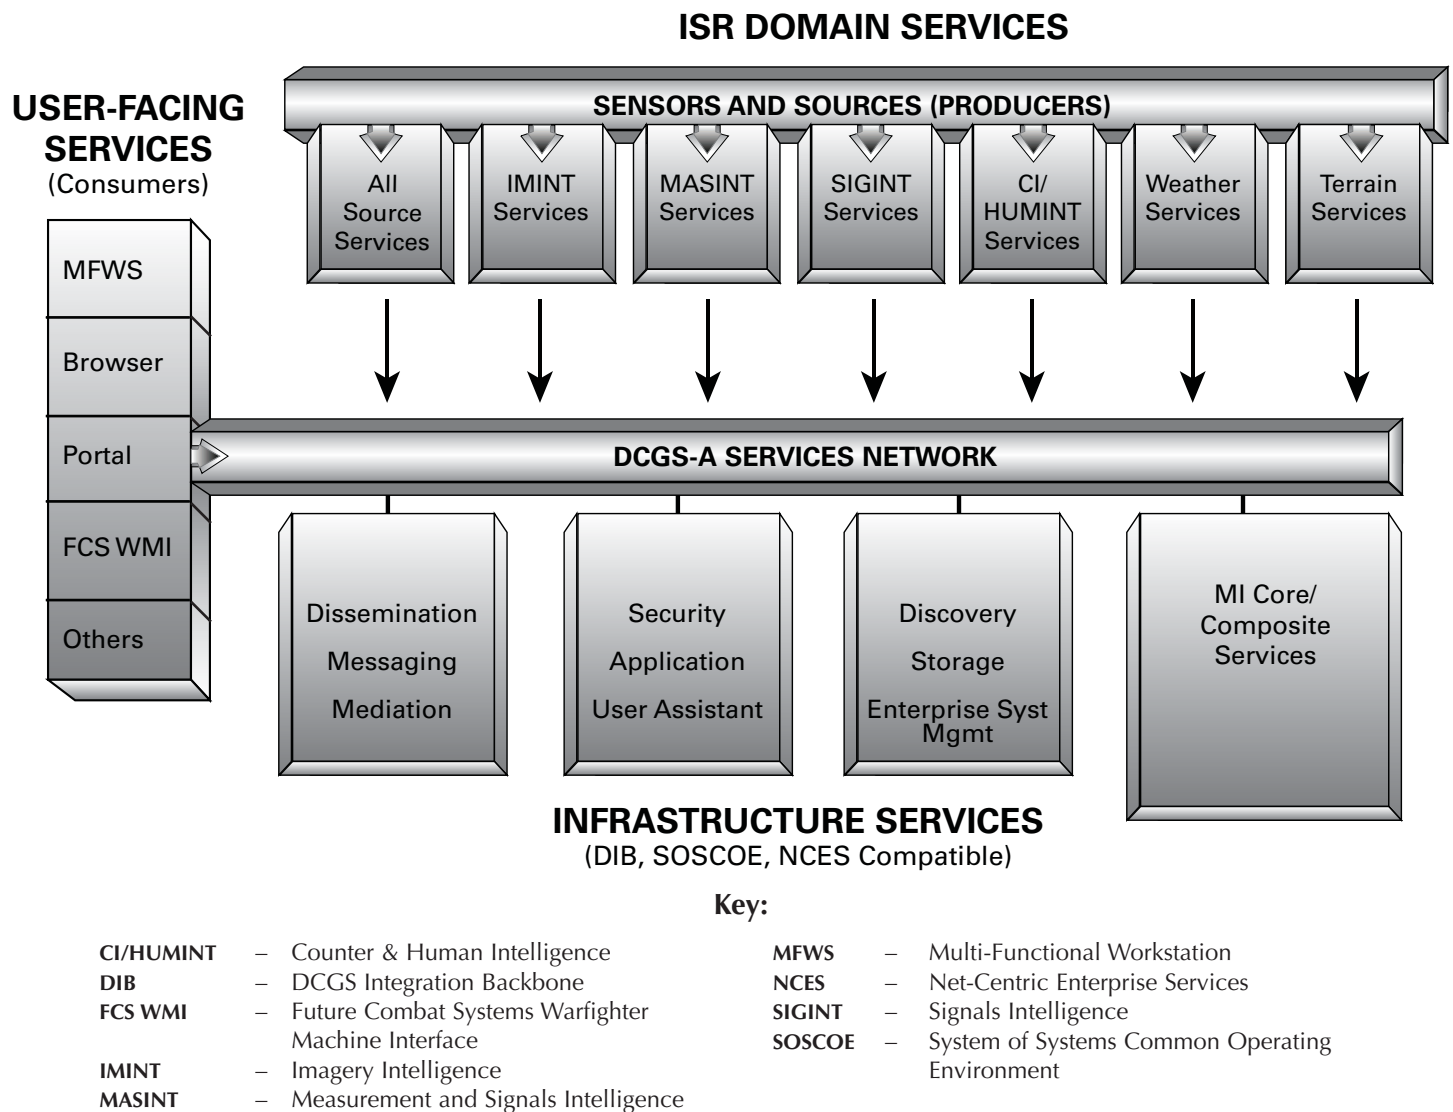 ISR DOMAIN SERVICES
USER-FACING
SERVICES
(Consumers)
SENSORS AND SOURCES (PRODUCERS)
All
Source
Services
IMINT
Services
MASINT
Services
SIGINT
Services
CI/
HUMINT
Services
Weather
Services
Terrain
Services
MFWS
Browser
Portal
FCS WMI
Others
DCGS-A SERVICES NETWORK
Dissemination
Messaging
Mediation
Security
Application
User Assistant
Discovery
Storage
Enterprise Syst
Mgmt
MI Core/
Composite
Services
INFRASTRUCTURE SERVICES
(DIB, SOSCOE, NCES Compatible)
Key:
CI/HUMINT – Counter & Human Intelligence
DIB – DCGS Integration Backbone
FCS WMI – Future Combat Systems Warfighter
Machine Interface
IMINT – Imagery Intelligence
MASINT – Measurement and Signals Intelligence
MFWS – Multi-Functional Workstation
NCES – Net-Centric Enterprise Services
SIGINT – Signals Intelligence
SOSCOE – System of Systems Common Operating
Environment